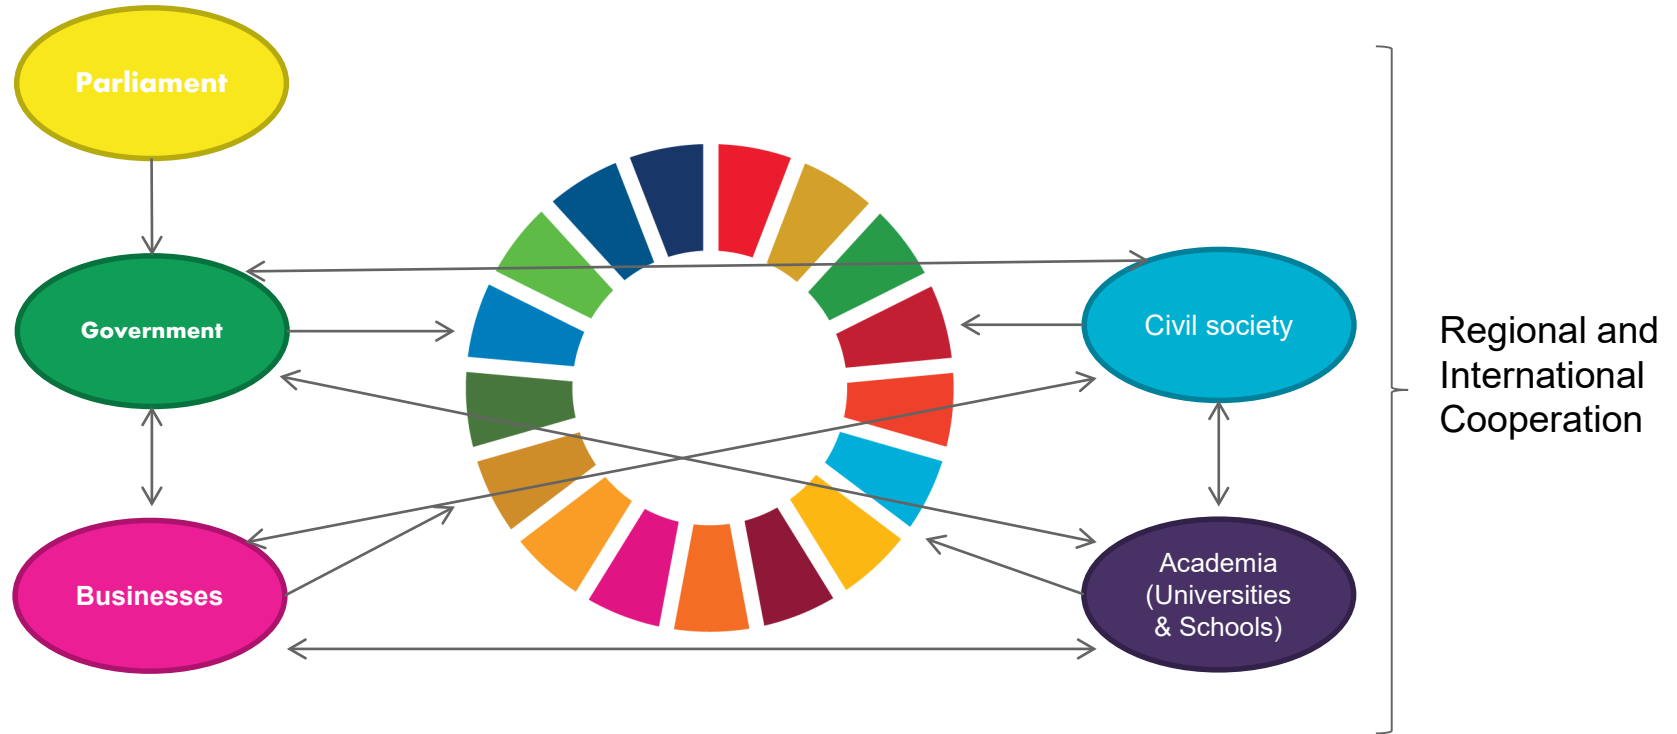 Parliament
Government
Civil society
Regional and
International
Cooperation
Businesses
Academia
(Universities
& Schools)